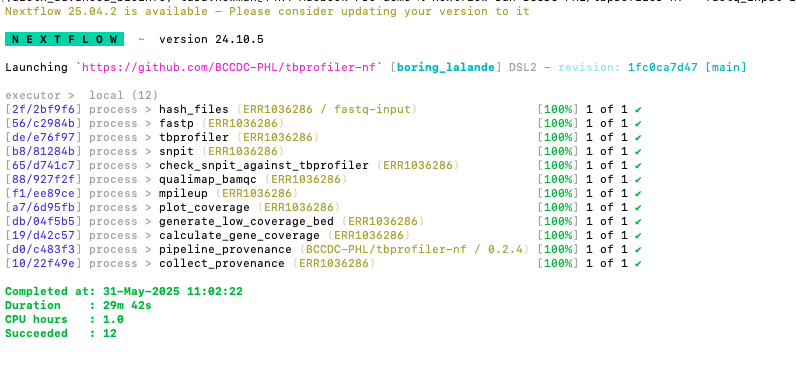 Nextflow 25.04.2 is available - Please consider updating your version to it
N E X T F L O W ~ version 24.10.5
Launching `https://github.com/BCCDC-PHL/tbprofiler-nf` [boring_lalande] DSL2 - revision: 1fc0ca7d47 [main]
executor > local (12)
[2f/2bf9f6] process > hash_files (ERR1036286 / fastq-input) [100%] 1 of 1 ✔
[56/c2984b] process > fastp (ERR1036286) [100%] 1 of 1 ✔
[de/e76f97] process > tbprofiler (ERR1036286) [100%] 1 of 1 ✔
[b8/81284b] process > snpit (ERR1036286) [100%] 1 of 1 ✔
[65/d741c7] process > check_snpit_against_tbprofiler (ERR1036286) [100%] 1 of 1 ✔
[88/927f2f] process > qualimap_bamqc (ERR1036286) [100%] 1 of 1 ✔
[f1/ee89ce] process > mpileup (ERR1036286) [100%] 1 of 1 ✔
[a7/6d95fb] process > plot_coverage (ERR1036286) [100%] 1 of 1 ✔
[db/04f5b5] process > generate_low_coverage_bed (ERR1036286) [100%] 1 of 1 ✔
[19/d42c57] process > calculate_gene_coverage (ERR1036286) [100%] 1 of 1 ✔
[d0/c483f3] process > pipeline_provenance (BCCDC-PHL/tbprofiler-nf / 0.2.4) [100%] 1 of 1 ✔
[10/22f49e] process > collect_provenance (ERR1036286) [100%] 1 of 1 ✔
Completed at: 31-May-2025 11:02:22
Duration : 29m 42s
CPU hours : 1.0
Succeeded : 12